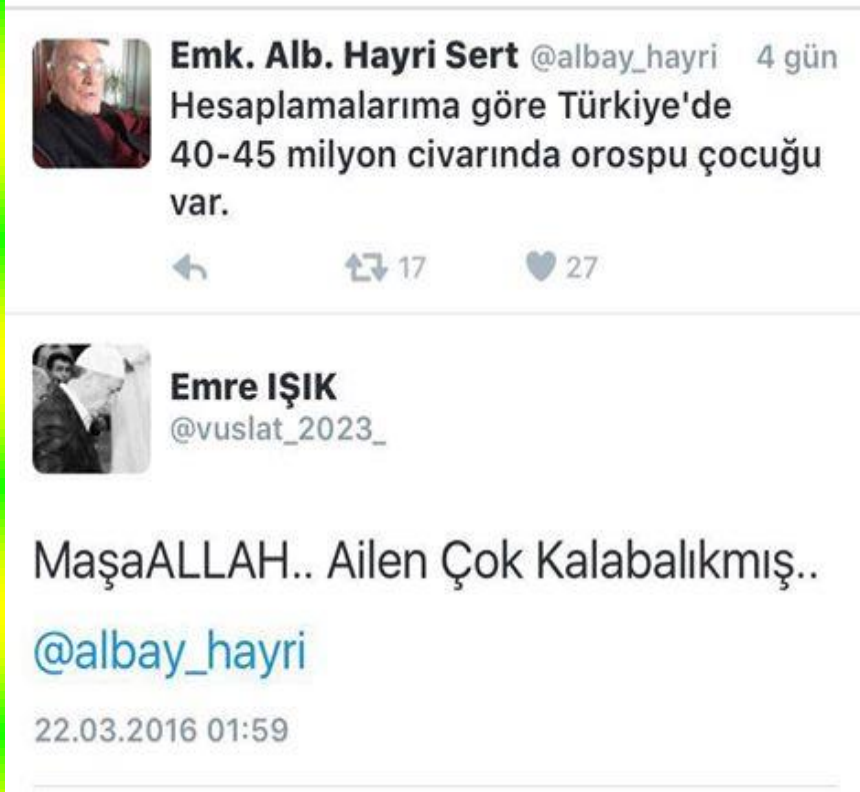 Emk. Alb. Hayri Sert @albay_hayri 4 gün
Hesaplamalarıma göre Türkiye'de
40-45 milyon civarında orospu çocuğu
var.
17 27
Emre IŞIK
@vuslat_2023_
MaşaALLAH.. Ailen Çok Kalabalıkmış..
@albay_hayri
22.03.2016 01:59